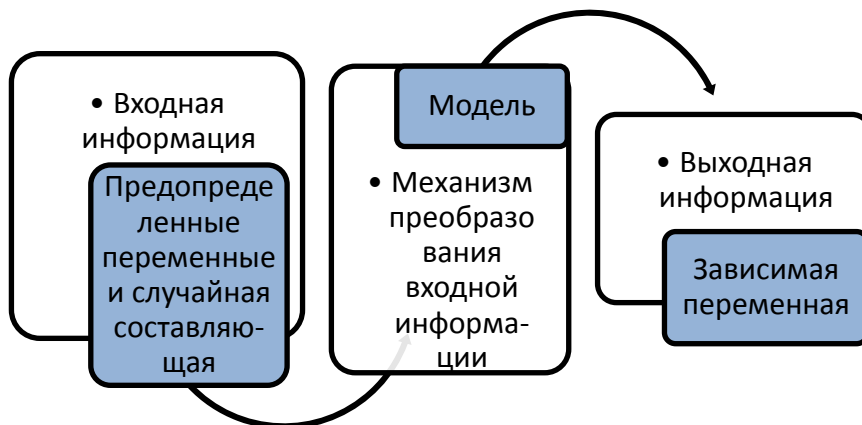 • Входная
информация
Предопреде
ленные
переменные
и случайная
составляю-
щая
Модель
• Механизм
преобразо
вания
входной
информа-
ции
• Выходная
информация
Зависимая
переменная